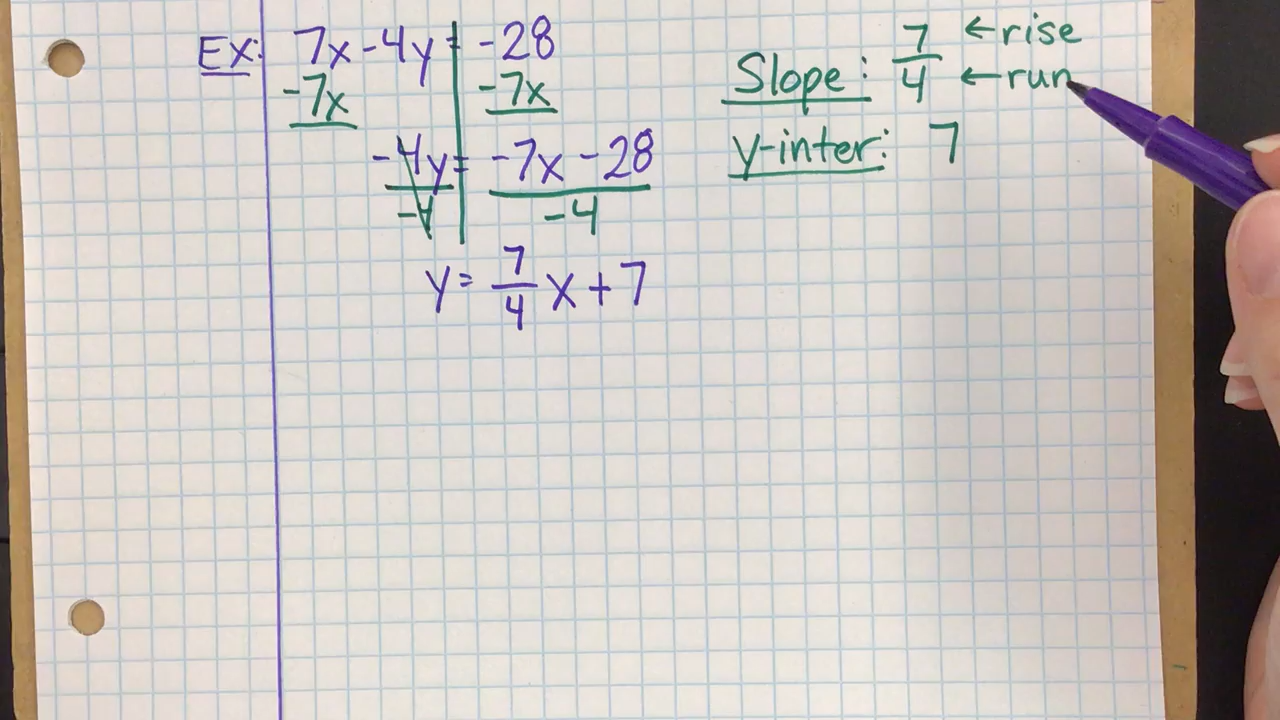 EX: 7x-4y = -28
-7x -7x
-4y = -7x -28
-4 -4
y = 7/4 x + 7
Slope: 7/4 ←rise ←run
y-inter: 7